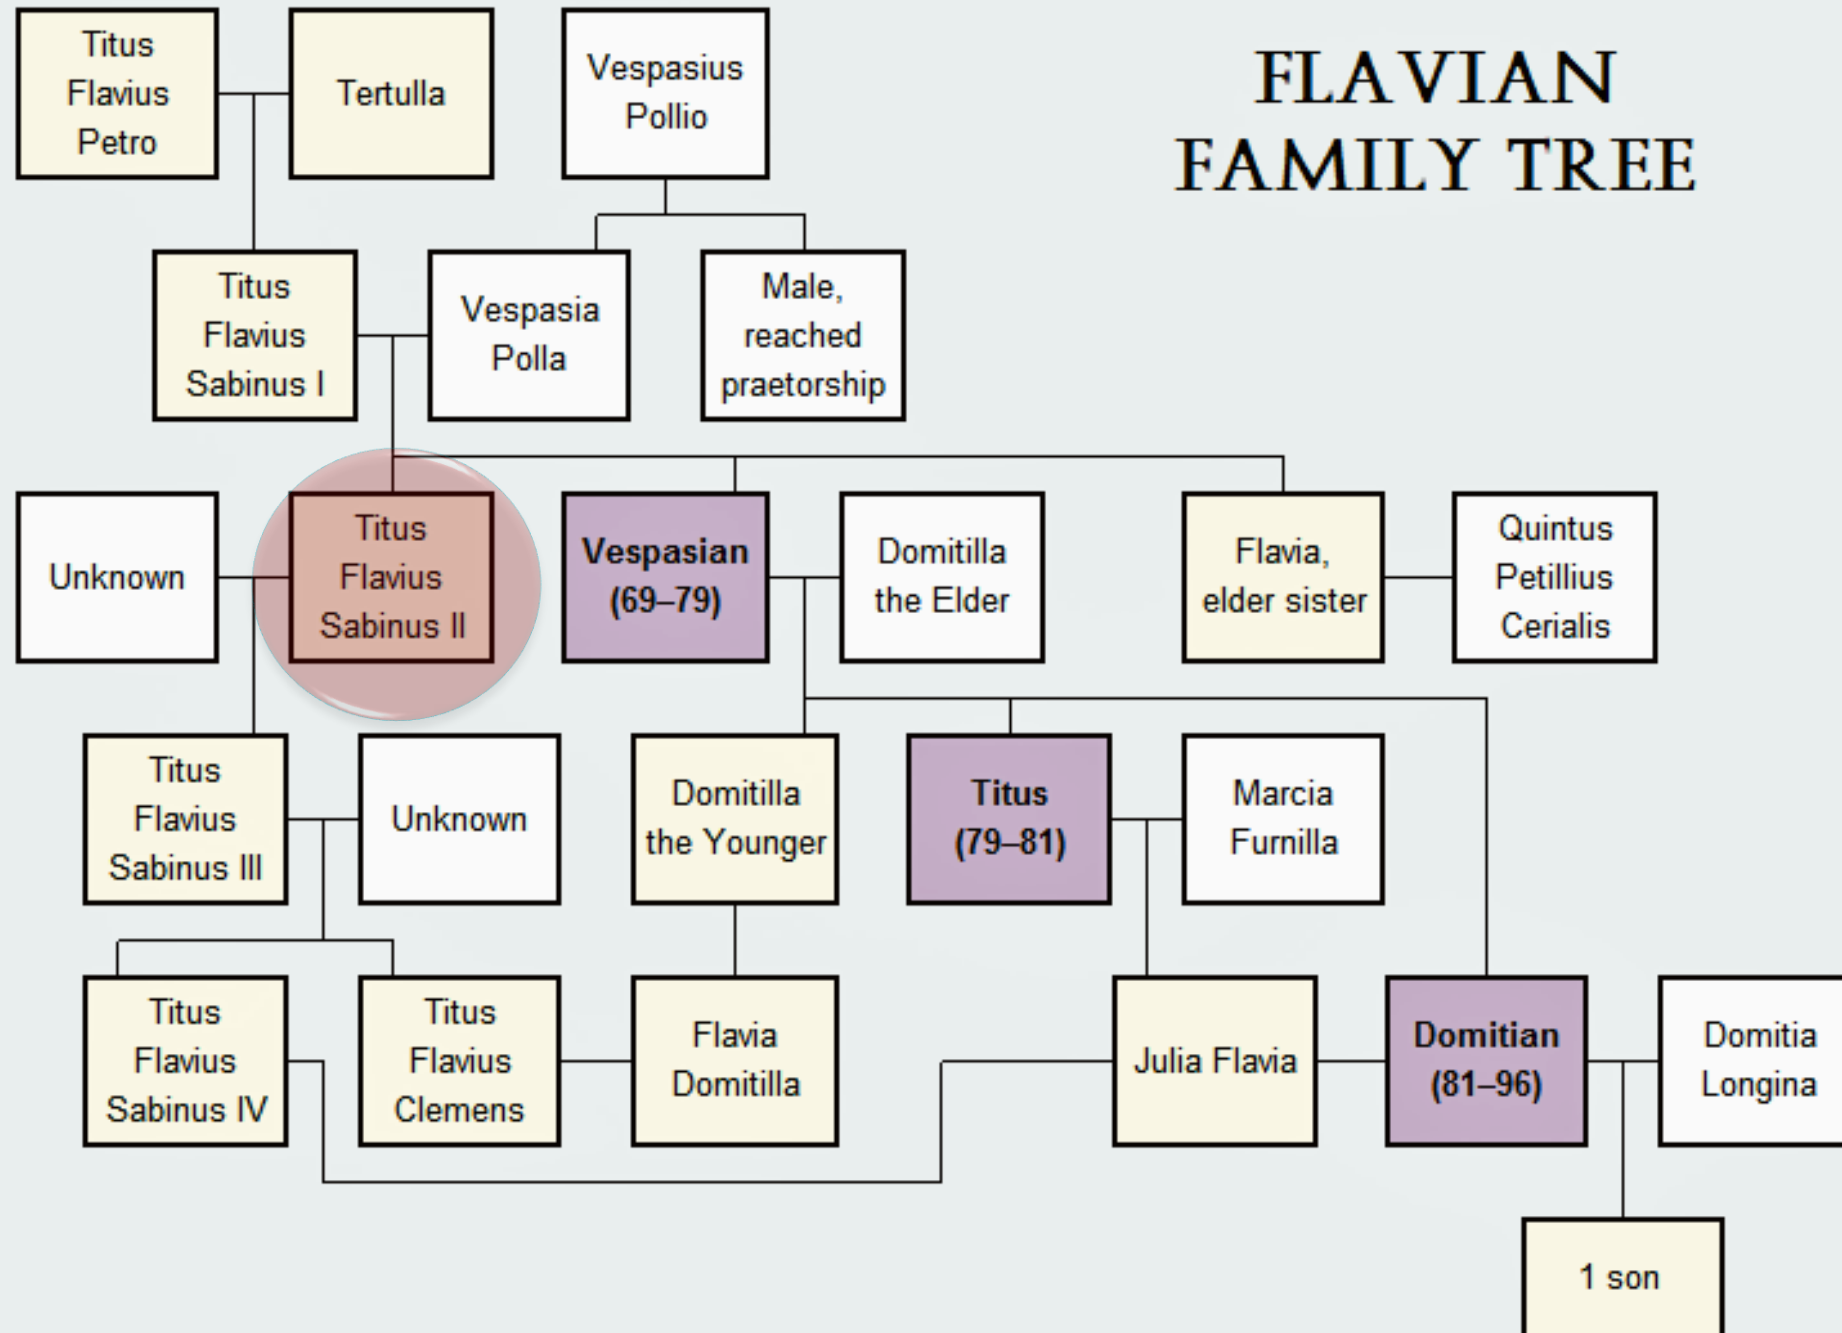 FLAVIAN
FAMILY TREE
Titus
Flavius
Petro
Tertulla
Vespasius
Pollio
Titus
Flavius
Sabinus I
Vespasia
Polla
Male,
reached
praetorship
Unknown
Titus
Flavius
Sabinus II
Vespasian
(69–79)
Domitilla
the Elder
Flavia,
elder sister
Quintus
Petillius
Cerialis
Titus
Flavius
Sabinus III
Unknown
Domitilla
the Younger
Titus
(79–81)
Marcia
Furnilla
Titus
Flavius
Sabinus IV
Titus
Flavius
Clemens
Flavia
Domitilla
Julia Flavia
Domitian
(81–96)
Domitia
Longina
1 son